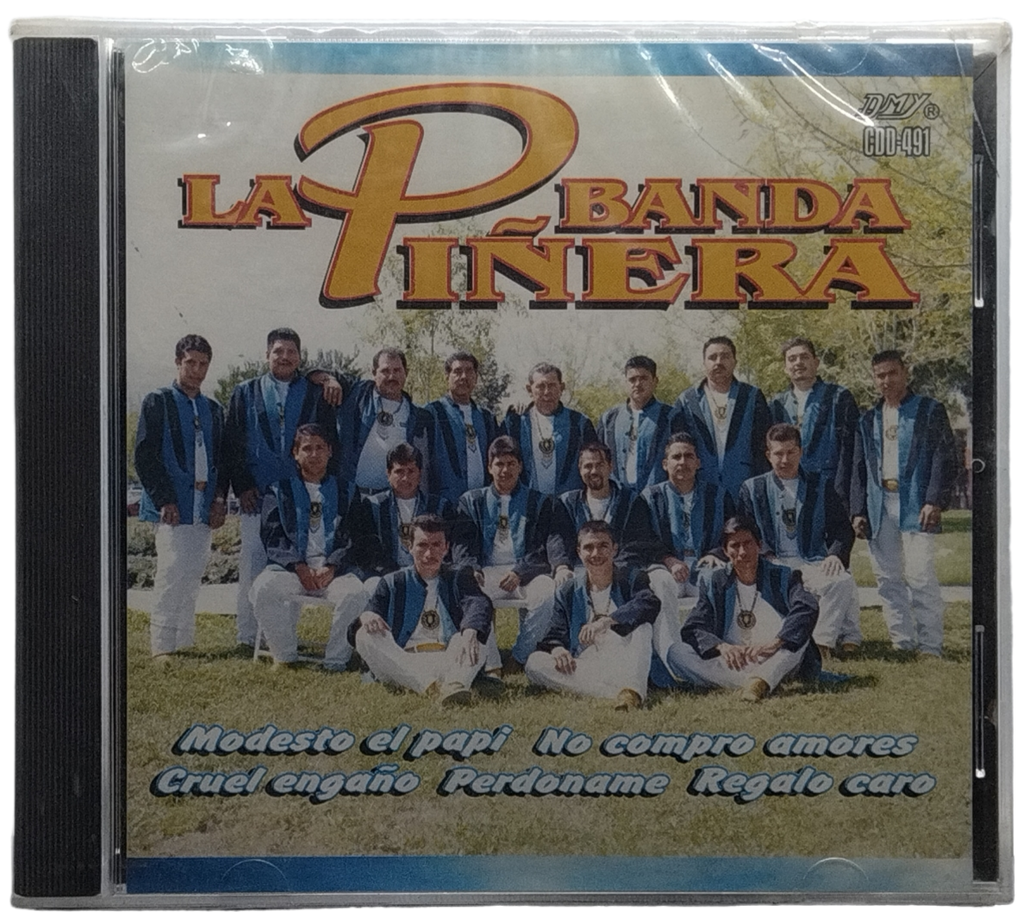 DMY®
CDD-491
LA BANDA
PIÑERA
Modesto el papi No compro amores
Cruel engaño Perdoname Regalo caro